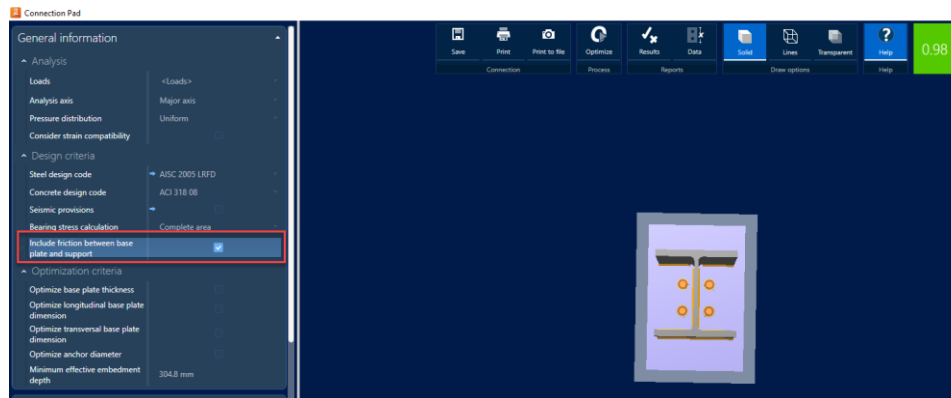 Connection Pad
General information
Analysis
Loads <Loads>
Analysis axis Major axis
Pressure distribution Uniform
Consider strain compatibility
Design criteria
Steel design code AISC 2005 LRFD
Concrete design code ACI 318 08
Seismic provisions
Bearing stress calculation Complete area
Include friction between base
plate and support
Optimization criteria
Optimize base plate thickness
Optimize longitudinal base plate
dimension
Optimize transversal base plate
dimension
Optimize anchor diameter
Minimum effective embedment
depth
304.8 mm
Save Print Print to file Optimize Results Data Solid Lines Transparent Help
Connection Process Reports Draw options Help
0.98